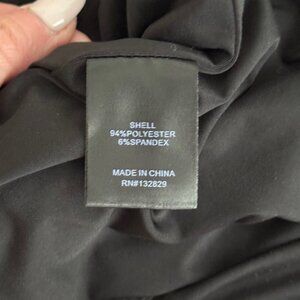 SHELL
94%POLYESTER
6%SPANDEX
MADE IN CHINA
RN#132829